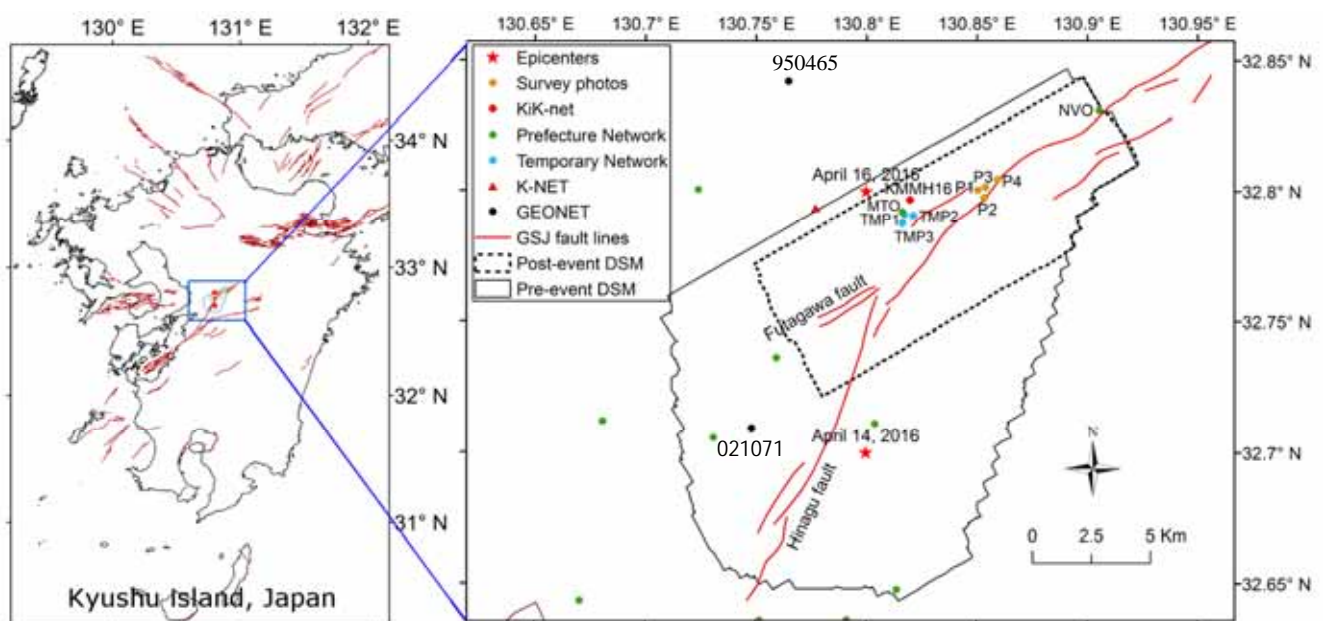 130° E 131° E 132° E
34° N
33° N
32° N
31° N
Kyushu Island, Japan
130.65° E 130.7° E 130.75° E 130.8° E 130.85° E 130.9° E 130.95° E
Epicenters
Survey photos
KiK-net
Prefecture Network
Temporary Network
K-NET
GEONET
GSJ fault lines
Post-event DSM
Pre-event DSM
950465
NVO
April 16, 2016
KMMH16
P1
P3
P4
P2
MTO
TMP1
TMP2
TMP3
Futagawa fault
021071
April 14, 2016
Hinagu fault
N
0 2.5 5 Km
32.85° N
32.8° N
32.75° N
32.7° N
32.65° N